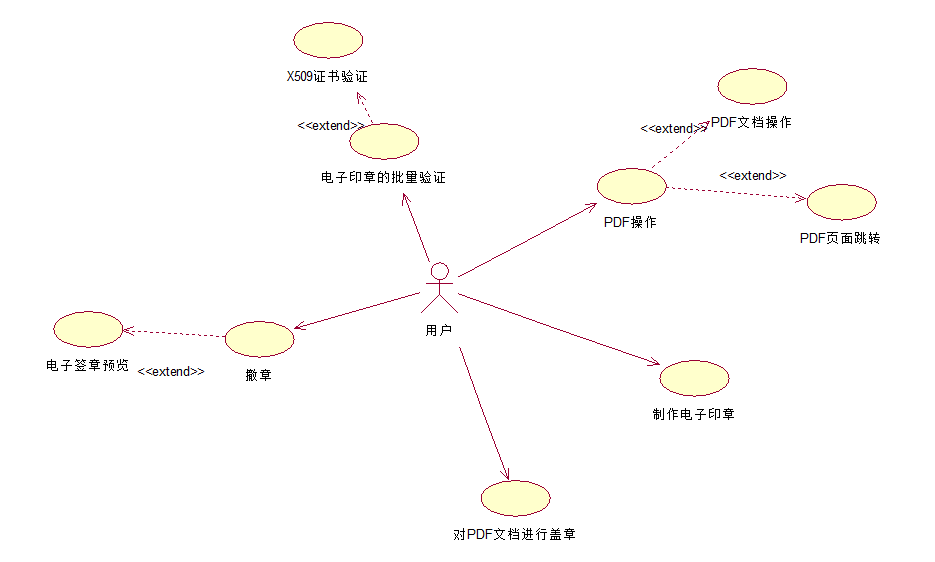 X509证书验证
<<extend>>
电子印章的批量验证
PDF文档操作
<<extend>>
<<extend>>
PDF操作
PDF页面跳转
用户
电子签章预览
<<extend>>
撤章
制作电子印章
对PDF文档进行盖章